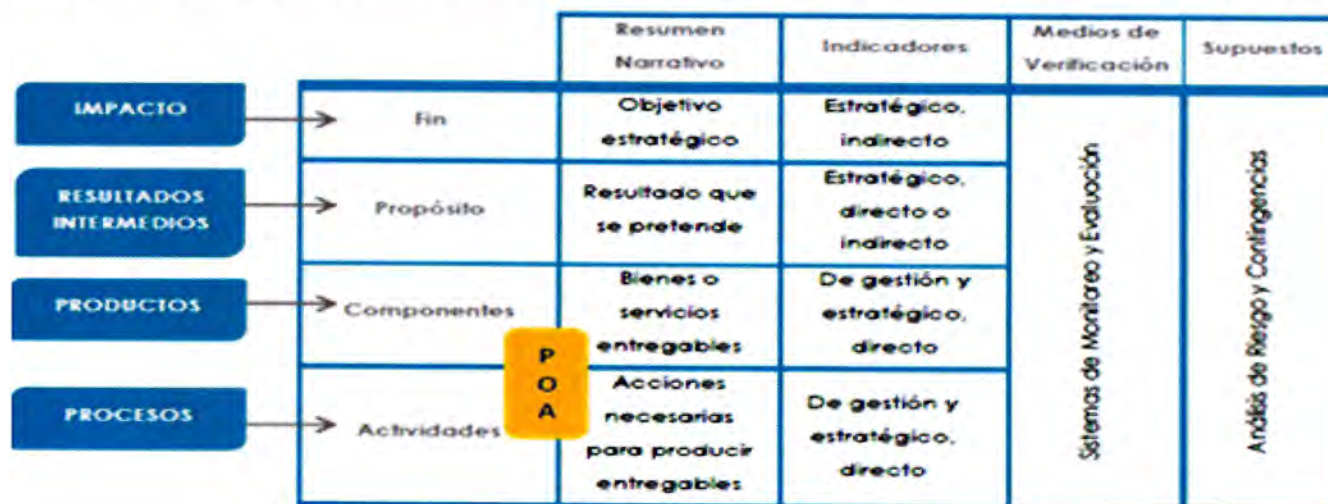 Resumen
Narrativo
Indicadores
Medios de
Verificación
Supuestos
IMPACTO
Fin
Objetivo
estratégico
Estratégico,
indirecto
RESULTADOS
INTERMEDIOS
Propósito
Resultado que
se pretende
Estratégico,
directo o
indirecto
PRODUCTOS
Componentes
Bienes o
servicios
entregables
De gestión y
estratégico,
directo
PROCESOS
Actividades
Acciones
necesarias
para producir
entregables
De gestión y
estratégico,
directo
P
O
A
Sistemas de Monitoreo y Evaluación
Análisis de Riesgo y Contingencias